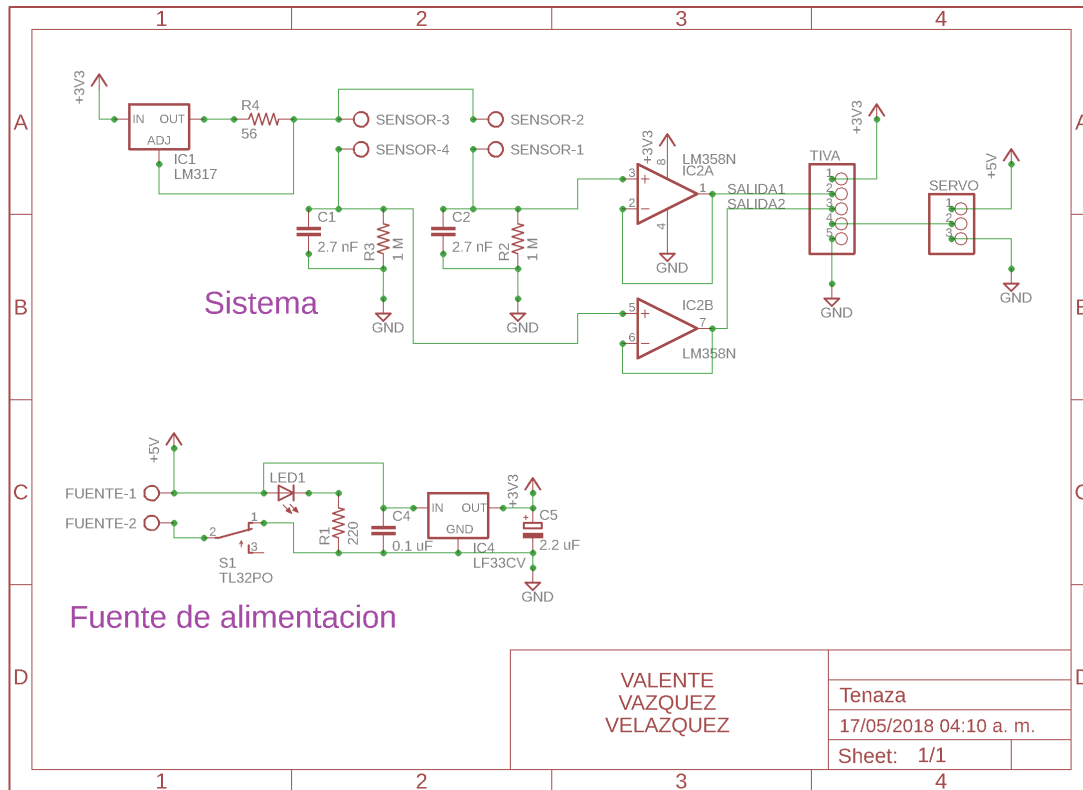 1 2 3 4
A A
+3V3
IN OUT
ADJ
IC1
LM317
R4
56
SENSOR-3
SENSOR-4
SENSOR-2
SENSOR-1
C1
2.7 nF
R3
1 M
GND
C2
2.7 nF
R2
1 M
GND
+3V3
8
LM358N
IC2A
3
+
1
2
-
4
GND
SALIDA1
SALIDA2
IC2B
5
+
7
6
-
LM358N
+3V3
TIVA
1
2
3
4
5
GND
+5V
SERVO
1
2
3
GND
Sistema
B B
C C
+5V
FUENTE-1
FUENTE-2
LED1
R1
220
2
1
3
S1
TL32PO
C4
0.1 uF
IN OUT
GND
IC4
LF33CV
+3V3
+
C5
2.2 uF
GND
Fuente de alimentacion
D D
VALENTE
VAZQUEZ
VELAZQUEZ
Tenaza
17/05/2018 04:10 a. m.
Sheet: 1/1
1 2 3 4